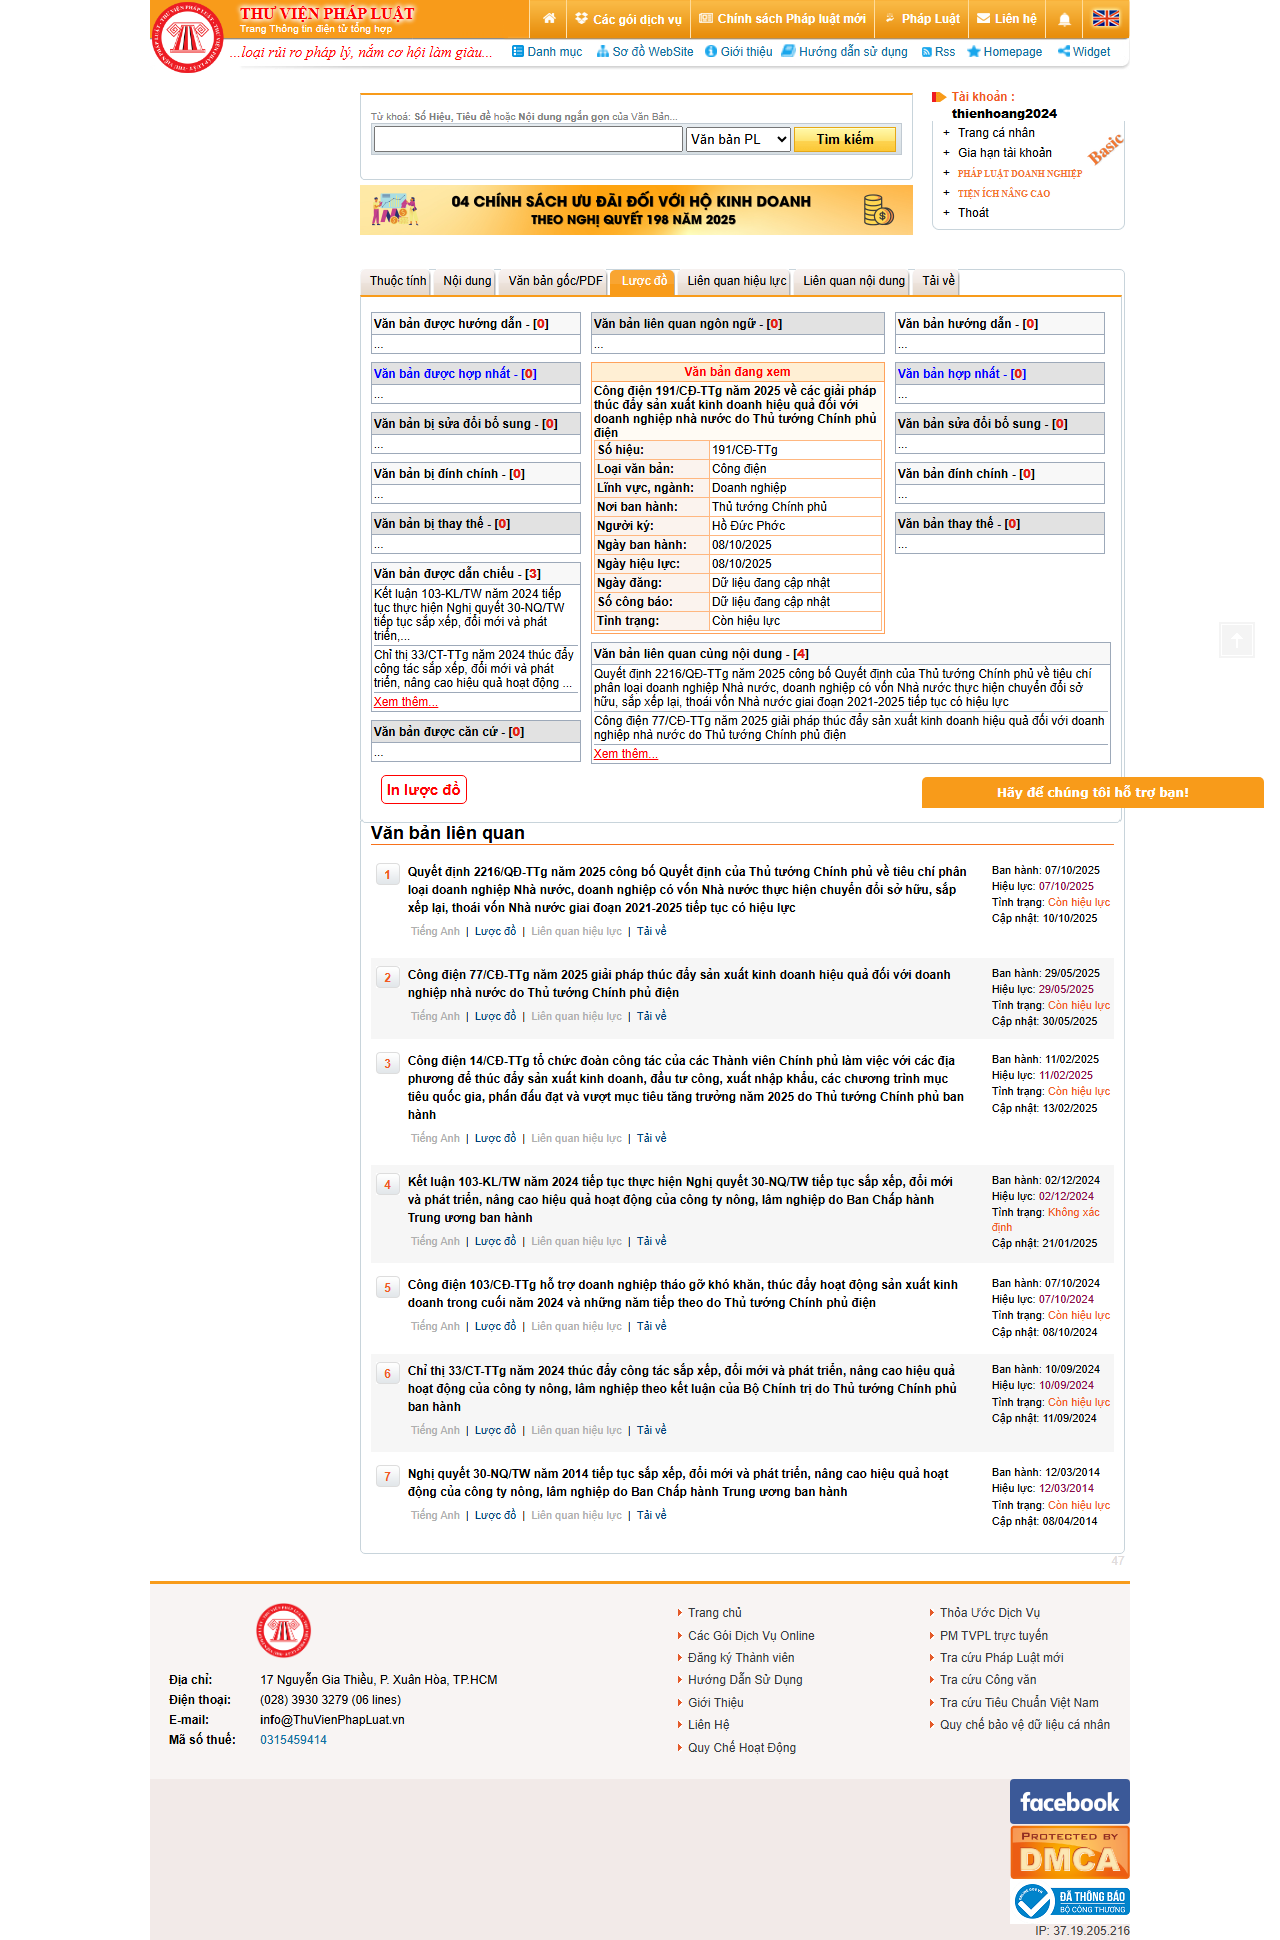 THƯ VIỆN PHÁP LUẬT
Trang Thông tin điện tử tổng hợp
Các gói dịch vụ
Chính sách Pháp luật mới
Pháp Luật
Liên hệ
...loại rủi ro pháp lý, nắm cơ hội làm giàu...
Danh mục
Sơ đồ WebSite
Giới thiệu
Hướng dẫn sử dụng
Rss
Homepage
Widget
Từ khoá: Số Hiệu, Tiêu đề hoặc Nội dung ngắn gọn của Văn Bản...
Văn bản PL
Tìm kiếm
04 CHÍNH SÁCH ƯU ĐÃI ĐỐI VỚI HỘ KINH DOANH
THEO NGHỊ QUYẾT 198 NĂM 2025
Tài khoản :
thienhoang2024
+ Trang cá nhân
+ Gia hạn tài khoản
+ PHÁP LUẬT DOANH NGHIỆP
+ TIỆN ÍCH NÂNG CAO
+ Thoát
Basic
Thuộc tính
Nội dung
Văn bản gốc/PDF
Lược đồ
Liên quan hiệu lực
Liên quan nội dung
Tải về
Văn bản được hướng dẫn - [0]
...
Văn bản được hợp nhất - [0]
...
Văn bản bị sửa đổi bổ sung - [0]
...
Văn bản bị đính chính - [0]
...
Văn bản bị thay thế - [0]
...
Văn bản được dẫn chiếu - [3]
Kết luận 103-KL/TW năm 2024 tiếp
tục thực hiện Nghị quyết 30-NQ/TW
tiếp tục sắp xếp, đổi mới và phát
triển,...
Chỉ thị 33/CT-TTg năm 2024 thúc đẩy
công tác sắp xếp, đổi mới và phát
triển, nâng cao hiệu quả hoạt động ...
Xem thêm...
Văn bản được căn cứ - [0]
...
Văn bản liên quan ngôn ngữ - [0]
...
Văn bản đang xem
Công điện 191/CĐ-TTg năm 2025 về các giải pháp
thúc đẩy sản xuất kinh doanh hiệu quả đối với
doanh nghiệp nhà nước do Thủ tướng Chính phủ
điện
Số hiệu: 191/CĐ-TTg
Loại văn bản: Công điện
Lĩnh vực, ngành: Doanh nghiệp
Nơi ban hành: Thủ tướng Chính phủ
Người ký: Hồ Đức Phớc
Ngày ban hành: 08/10/2025
Ngày hiệu lực: 08/10/2025
Ngày đăng: Dữ liệu đang cập nhật
Số công báo: Dữ liệu đang cập nhật
Tình trạng: Còn hiệu lực
Văn bản hướng dẫn - [0]
...
Văn bản hợp nhất - [0]
...
Văn bản sửa đổi bổ sung - [0]
...
Văn bản đính chính - [0]
...
Văn bản thay thế - [0]
...
Văn bản liên quan cùng nội dung - [4]
Quyết định 2216/QĐ-TTg năm 2025 công bố Quyết định của Thủ tướng Chính phủ về tiêu chí
phân loại doanh nghiệp Nhà nước, doanh nghiệp có vốn Nhà nước thực hiện chuyển đổi sở
hữu, sắp xếp lại, thoái vốn Nhà nước giai đoạn 2021-2025 tiếp tục có hiệu lực
Công điện 77/CĐ-TTg năm 2025 giải pháp thúc đẩy sản xuất kinh doanh hiệu quả đối với doanh
nghiệp nhà nước do Thủ tướng Chính phủ điện
Xem thêm...
In lược đồ
Hãy để chúng tôi hỗ trợ bạn!
Văn bản liên quan
1
Quyết định 2216/QĐ-TTg năm 2025 công bố Quyết định của Thủ tướng Chính phủ về tiêu chí phân
loại doanh nghiệp Nhà nước, doanh nghiệp có vốn Nhà nước thực hiện chuyển đổi sở hữu, sắp
xếp lại, thoái vốn Nhà nước giai đoạn 2021-2025 tiếp tục có hiệu lực
Tiếng Anh | Lược đồ | Liên quan hiệu lực | Tải về
Ban hành: 07/10/2025
Hiệu lực: 07/10/2025
Tình trạng: Còn hiệu lực
Cập nhật: 10/10/2025
2
Công điện 77/CĐ-TTg năm 2025 giải pháp thúc đẩy sản xuất kinh doanh hiệu quả đối với doanh
nghiệp nhà nước do Thủ tướng Chính phủ điện
Tiếng Anh | Lược đồ | Liên quan hiệu lực | Tải về
Ban hành: 29/05/2025
Hiệu lực: 29/05/2025
Tình trạng: Còn hiệu lực
Cập nhật: 30/05/2025
3
Công điện 14/CĐ-TTg tổ chức đoàn công tác của các Thành viên Chính phủ làm việc với các địa
phương để thúc đẩy sản xuất kinh doanh, đầu tư công, xuất nhập khẩu, các chương trình mục
tiêu quốc gia, phấn đấu đạt và vượt mục tiêu tăng trưởng năm 2025 do Thủ tướng Chính phủ ban
hành
Tiếng Anh | Lược đồ | Liên quan hiệu lực | Tải về
Ban hành: 11/02/2025
Hiệu lực: 11/02/2025
Tình trạng: Còn hiệu lực
Cập nhật: 13/02/2025
4
Kết luận 103-KL/TW năm 2024 tiếp tục thực hiện Nghị quyết 30-NQ/TW tiếp tục sắp xếp, đổi mới
và phát triển, nâng cao hiệu quả hoạt động của công ty nông, lâm nghiệp do Ban Chấp hành
Trung ương ban hành
Tiếng Anh | Lược đồ | Liên quan hiệu lực | Tải về
Ban hành: 02/12/2024
Hiệu lực: 02/12/2024
Tình trạng: Không xác
định
Cập nhật: 21/01/2025
5
Công điện 103/CĐ-TTg hỗ trợ doanh nghiệp tháo gỡ khó khăn, thúc đẩy hoạt động sản xuất kinh
doanh trong cuối năm 2024 và những năm tiếp theo do Thủ tướng Chính phủ điện
Tiếng Anh | Lược đồ | Liên quan hiệu lực | Tải về
Ban hành: 07/10/2024
Hiệu lực: 07/10/2024
Tình trạng: Còn hiệu lực
Cập nhật: 08/10/2024
6
Chỉ thị 33/CT-TTg năm 2024 thúc đẩy công tác sắp xếp, đổi mới và phát triển, nâng cao hiệu quả
hoạt động của công ty nông, lâm nghiệp theo kết luận của Bộ Chính trị do Thủ tướng Chính phủ
ban hành
Tiếng Anh | Lược đồ | Liên quan hiệu lực | Tải về
Ban hành: 10/09/2024
Hiệu lực: 10/09/2024
Tình trạng: Còn hiệu lực
Cập nhật: 11/09/2024
7
Nghị quyết 30-NQ/TW năm 2014 tiếp tục sắp xếp, đổi mới và phát triển, nâng cao hiệu quả hoạt
động của công ty nông, lâm nghiệp do Ban Chấp hành Trung ương ban hành
Tiếng Anh | Lược đồ | Liên quan hiệu lực | Tải về
Ban hành: 12/03/2014
Hiệu lực: 12/03/2014
Tình trạng: Còn hiệu lực
Cập nhật: 08/04/2014
47
Địa chỉ: 17 Nguyễn Gia Thiều, P. Xuân Hòa, TP.HCM
Điện thoại: (028) 3930 3279 (06 lines)
E-mail: info@ThuVienPhapLuat.vn
Mã số thuế: 0315459414
Trang chủ
Các Gói Dịch Vụ Online
Đăng ký Thành viên
Hướng Dẫn Sử Dụng
Giới Thiệu
Liên Hệ
Quy Chế Hoạt Động
Thỏa Ước Dịch Vụ
PM TVPL trực tuyến
Tra cứu Pháp Luật mới
Tra cứu Công văn
Tra cứu Tiêu Chuẩn Việt Nam
Quy chế bảo vệ dữ liệu cá nhân
facebook
PROTECTED BY
DMCA
ĐÃ THÔNG BÁO
BỘ CÔNG THƯƠNG
IP: 37.19.205.216